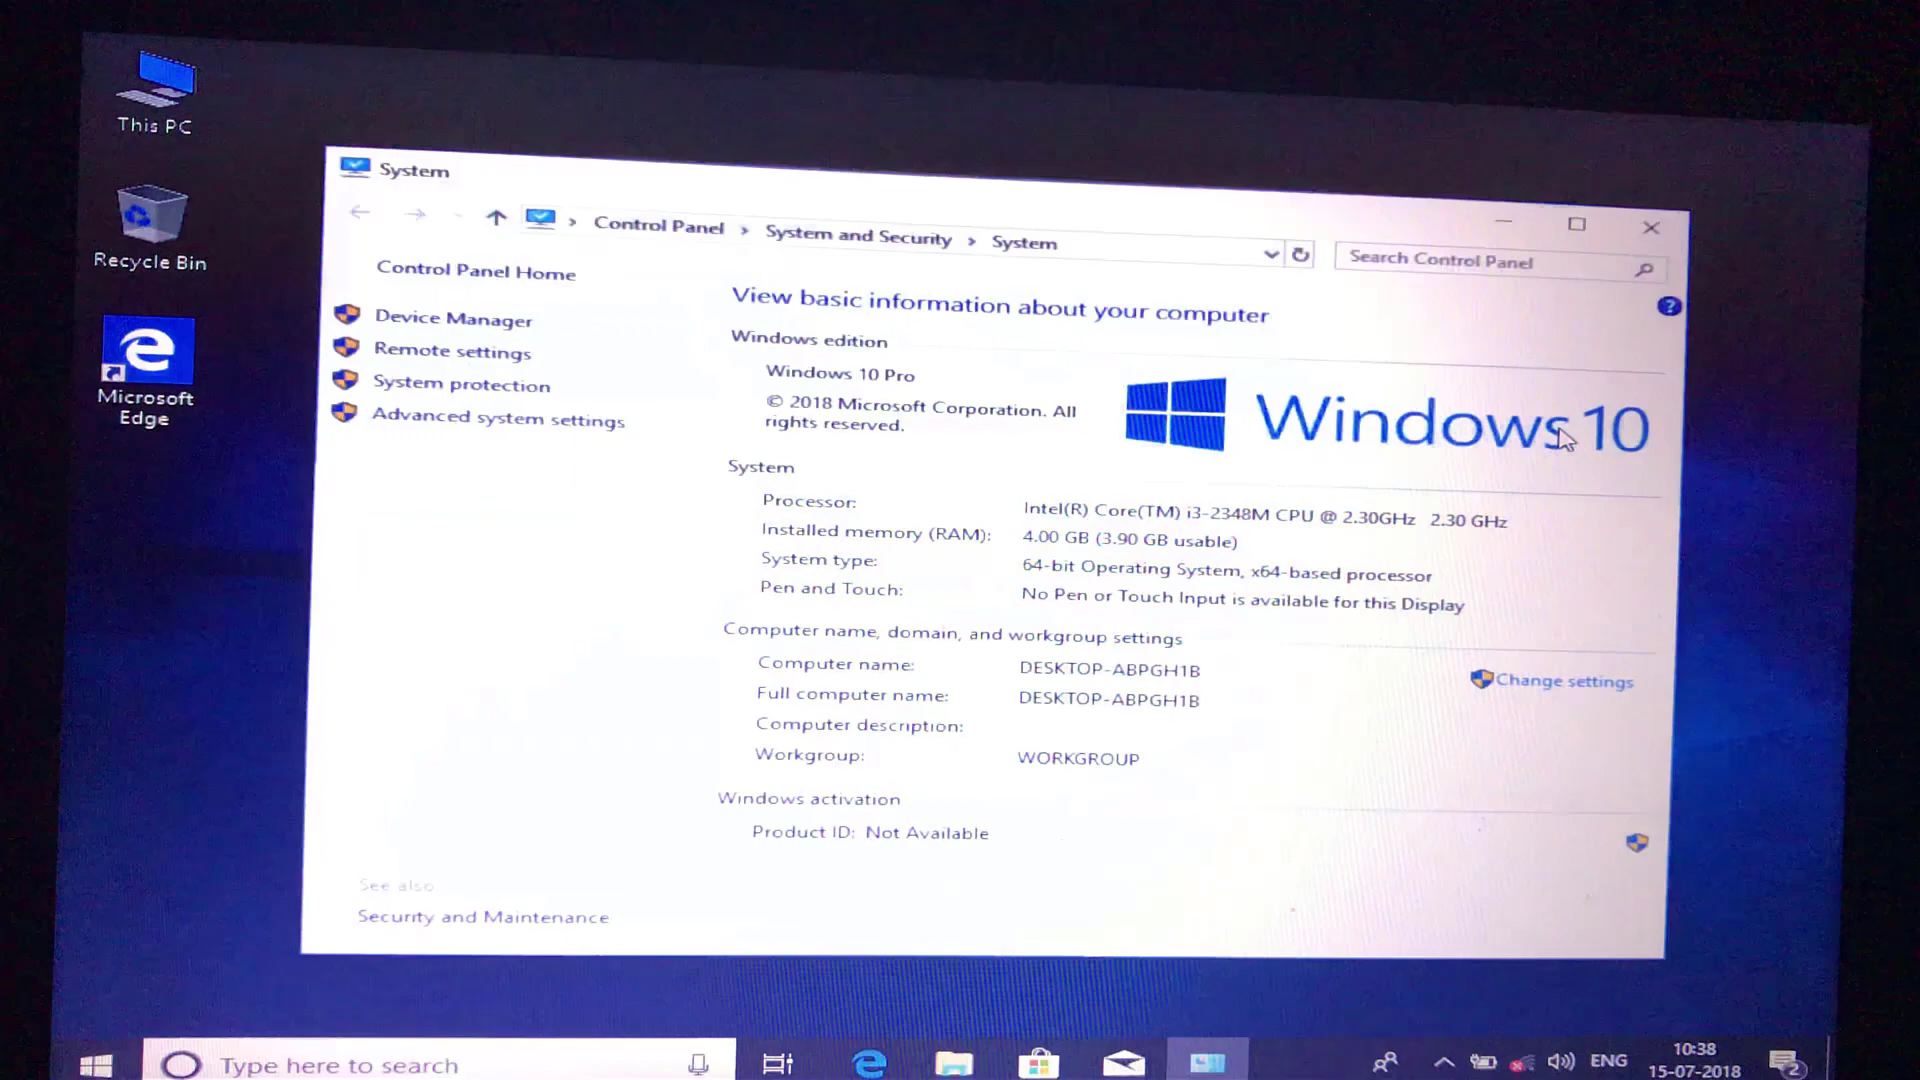 This PC
Recycle Bin
Microsoft
Edge
System
Control Panel > System and Security > System
Search Control Panel
?
Control Panel Home
Device Manager
Remote settings
System protection
Advanced system settings
See also
Security and Maintenance
View basic information about your computer
Windows edition
Windows 10 Pro
© 2018 Microsoft Corporation. All
rights reserved.
Windows 10
System
Processor: Intel(R) Core(TM) i3-2348M CPU @ 2.30GHz 2.30 GHz
Installed memory (RAM): 4.00 GB (3.90 GB usable)
System type: 64-bit Operating System, x64-based processor
Pen and Touch: No Pen or Touch Input is available for this Display
Computer name, domain, and workgroup settings
Computer name: DESKTOP-ABPGH1B
Change settings
Full computer name: DESKTOP-ABPGH1B
Computer description:
Workgroup: WORKGROUP
Windows activation
Product ID: Not Available
Type here to search
ENG
10:38
15-07-2018
2